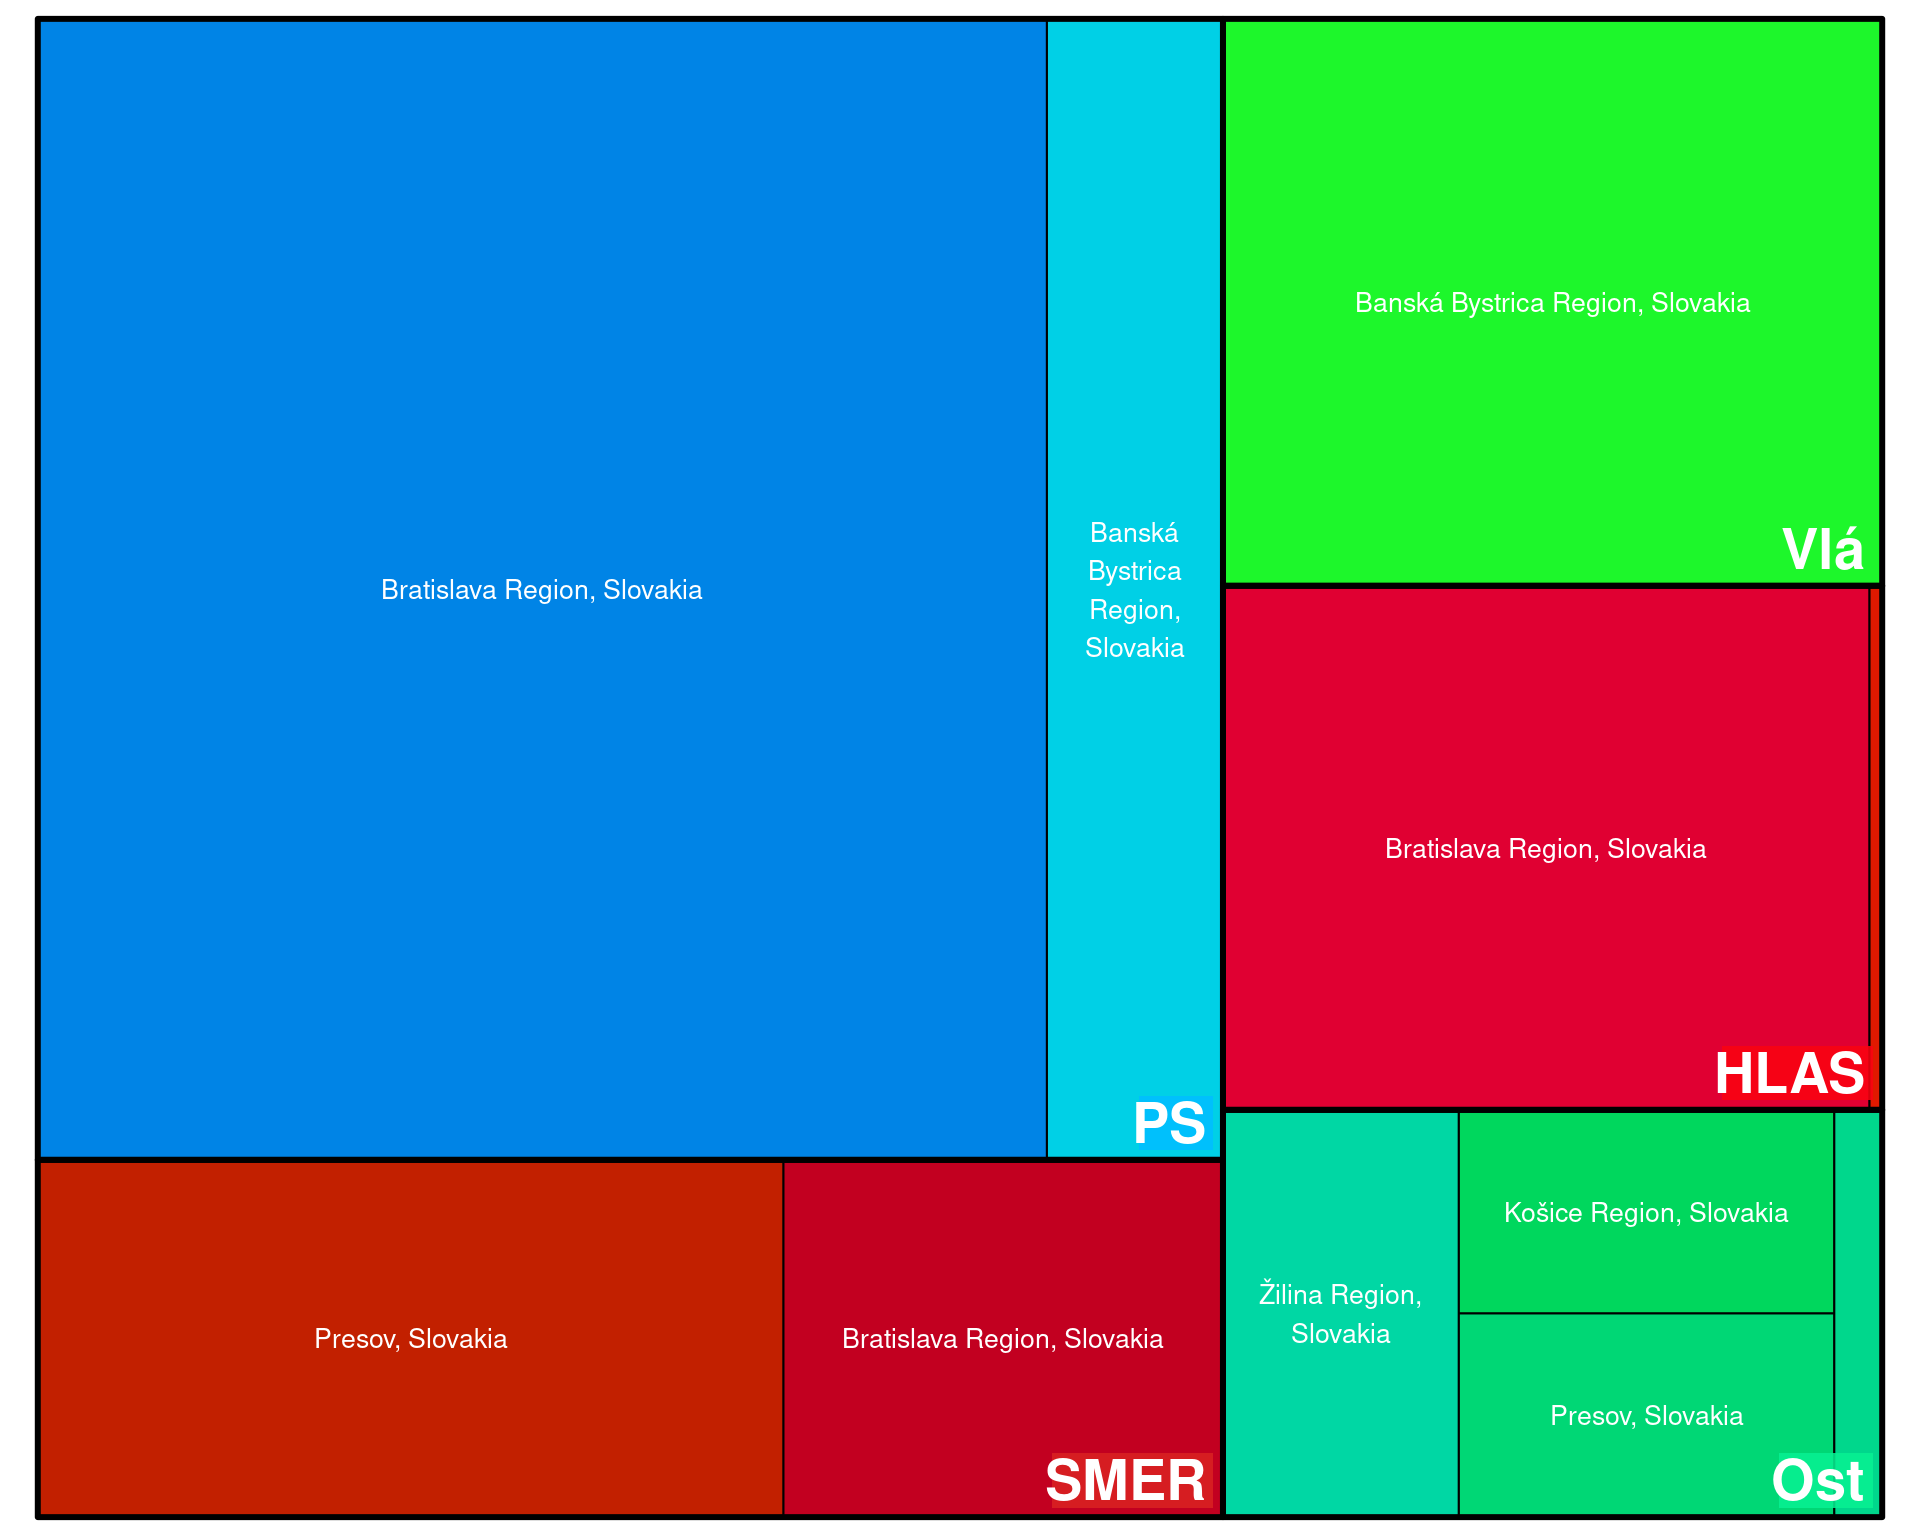 Bratislava Region, Slovakia
Banská
Bystrica
Region,
Slovakia
PS
Presov, Slovakia
Bratislava Region, Slovakia
SMER
Banská Bystrica Region, Slovakia
Vlá
Bratislava Region, Slovakia
HLAS
Žilina Region,
Slovakia
Košice Region, Slovakia
Presov, Slovakia
Ost